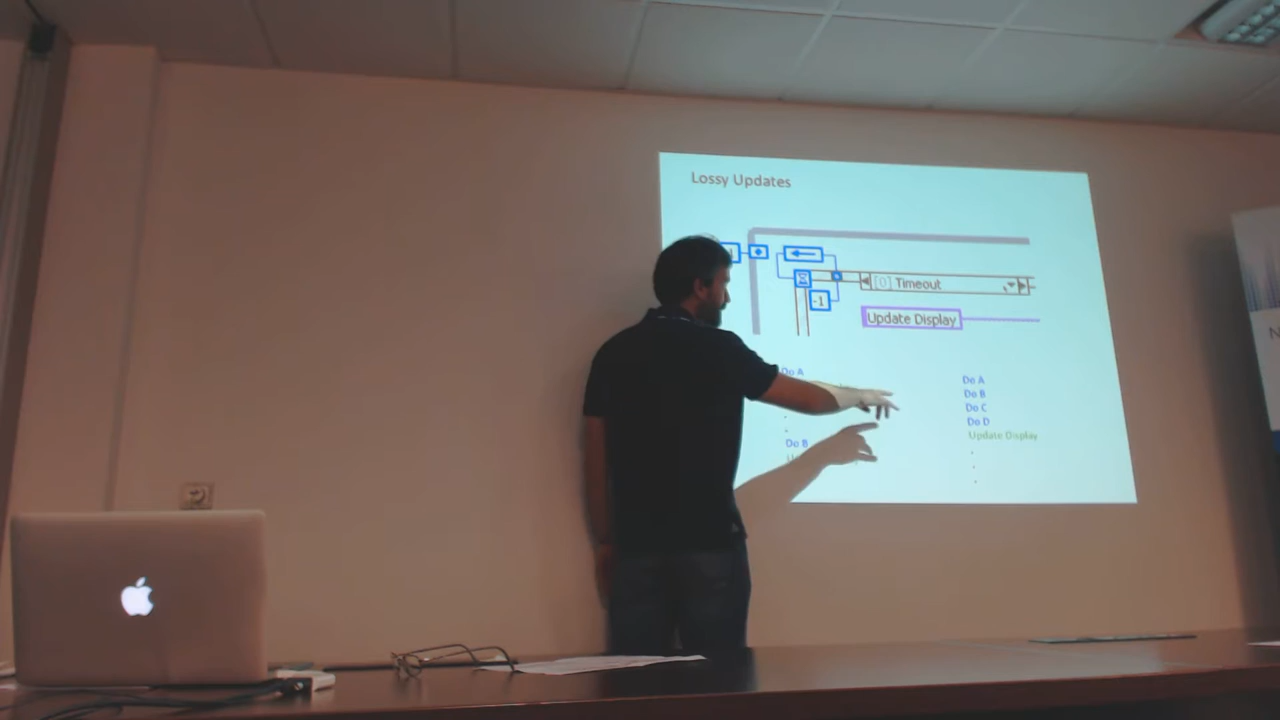 Lossy Updates
[0] Timeout
-1
Update Display
Do A
Do B
Do A
Do B
Do C
Do D
Update Display
N